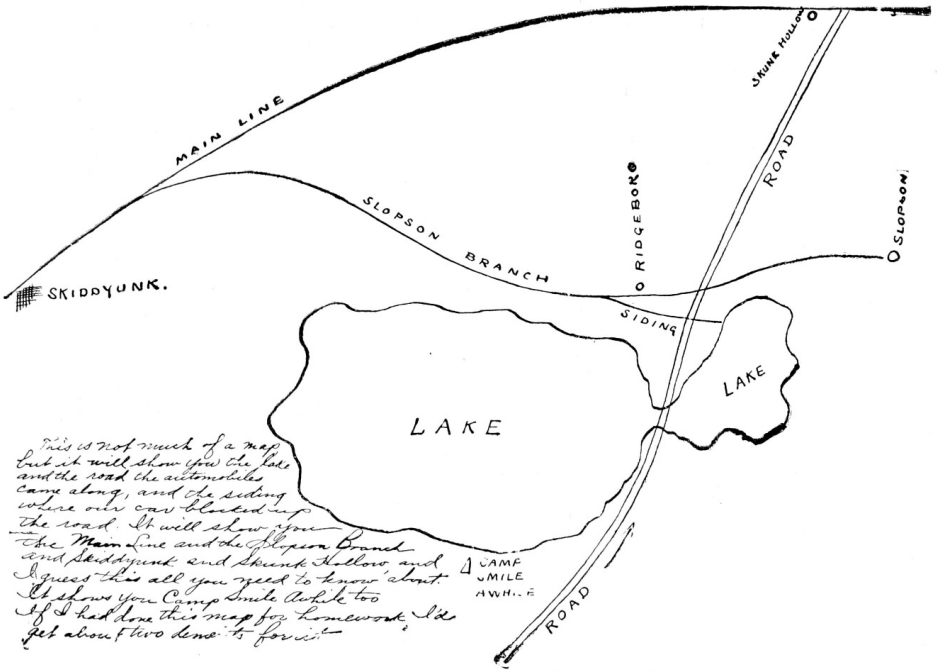 SKUNK HOLLOW
MAIN LINE
ROAD
SLOPSON
SLOPSON BRANCH
RIDGEBORO
SKIDDYUNK.
SIDING
LAKE
LAKE
This is not much of a map
but it will show you the lake
and the road the automobiles
came along, and the siding
where our car blocked up
the road. It will show you
the Main Line and the Slopson Branch
and Skiddyunk and Skunk Hollow, and
I guess this all you need to know about
It shows you Camp Smile Awhile too
If I had done this map for homework I'd
get about two demerits for it
CAMP
SMILE
AWHILE
ROAD